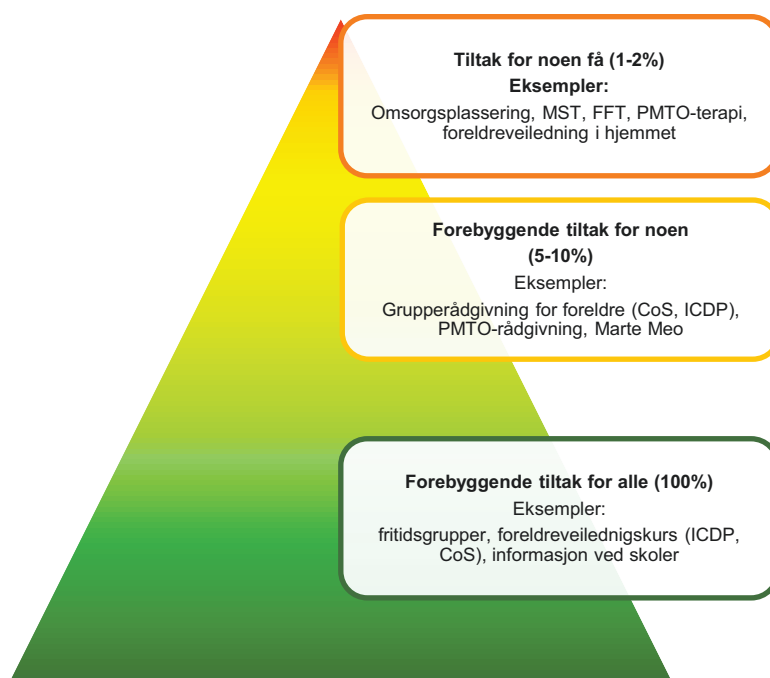 Tiltak for noen få (1-2%)
Eksempler:
Omsorgsplassering, MST, FFT, PMTO-terapi,
foreldreveiledning i hjemmet
Forebyggende tiltak for noen
(5-10%)
Eksempler:
Grupperådgivning for foreldre (CoS, ICDP),
PMTO-rådgivning, Marte Meo
Forebyggende tiltak for alle (100%)
Eksempler:
fritidsgrupper, foreldreveilednigskurs (ICDP,
CoS), informasjon ved skoler